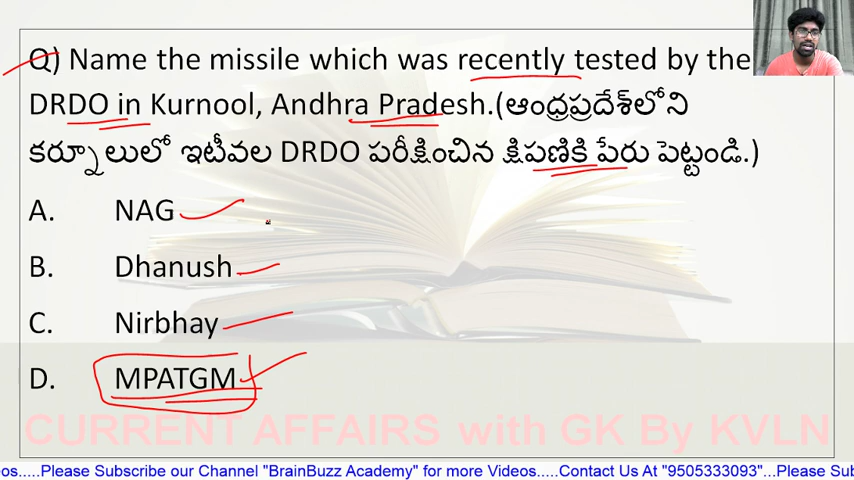 Q) Name the missile which was recently tested by the
DRDO in Kurnool, Andhra Pradesh.(ఆంధ్రప్రదేశ్‌లోని
కర్నూలులో ఇటీవల DRDO పరీక్షించిన క్షిపణికి పేరు పెట్టండి.)
A. NAG
B. Dhanush
C. Nirbhay
D. MPATGM
CURRENT AFFAIRS with GK By KVLN
os.....Please Subscribe our Channel "BrainBuzz Academy" for more Videos.....Contact Us At "9505333093"...Please Sub